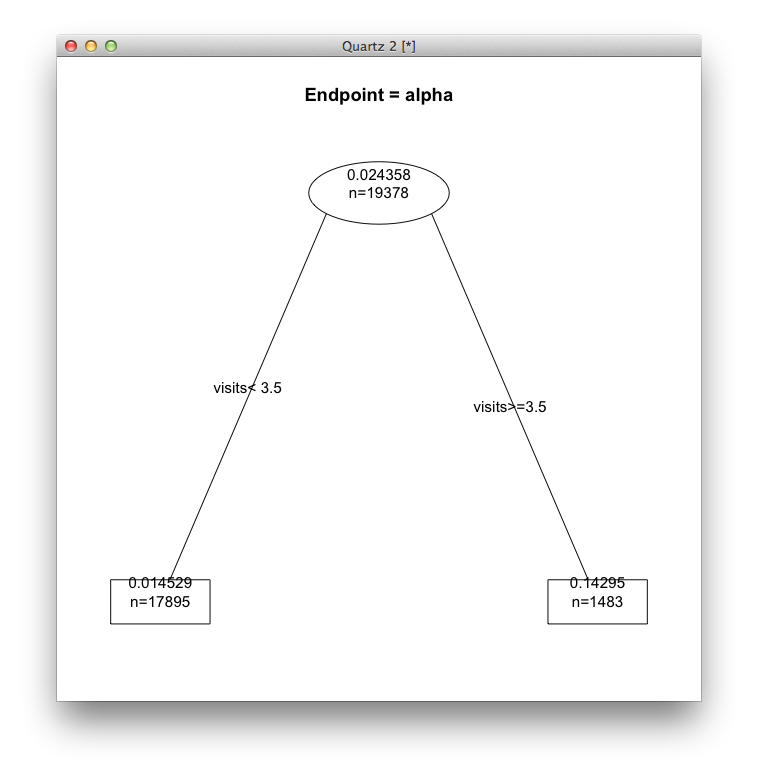 Quartz 2 [*]
Endpoint = alpha
0.024358
n=19378
visits< 3.5
visits>=3.5
0.014529
n=17895
0.14295
n=1483